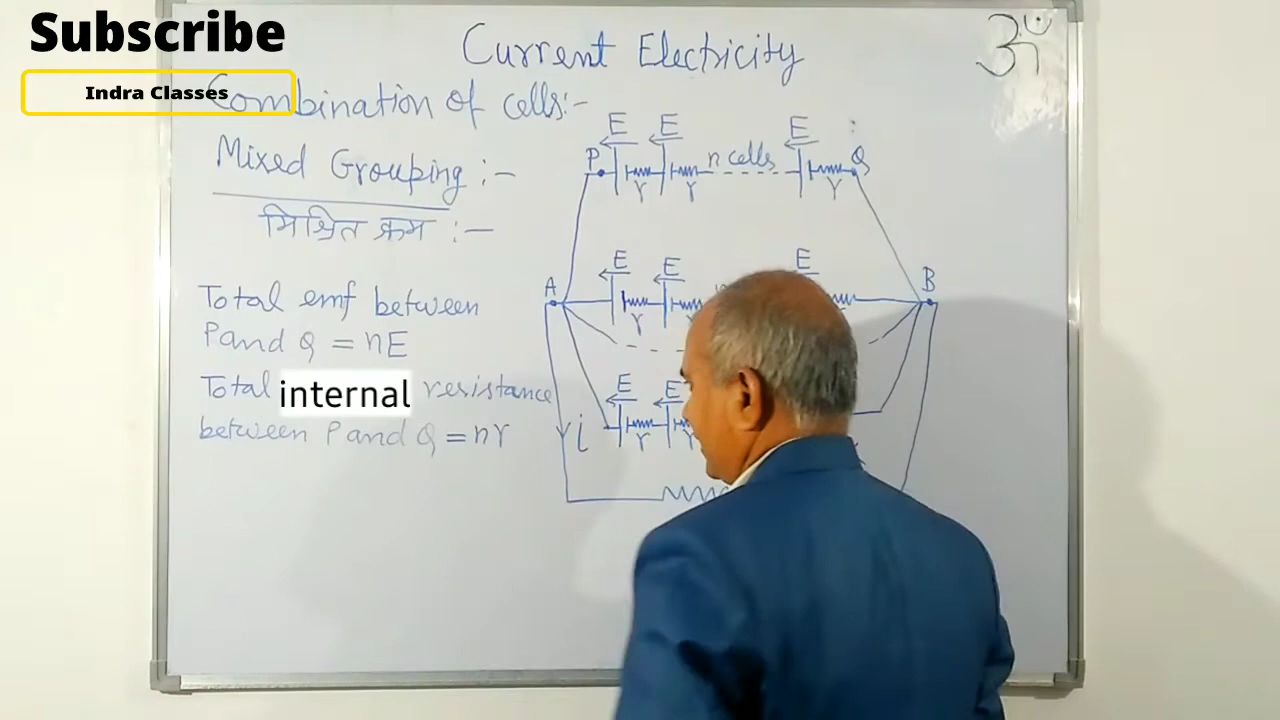 Subscribe
Indra Classes
ॐ
Current Electricity
Combination of cells:-
Mixed Grouping :-
मिश्रित क्रम :-
Total emf between
P and Q = nE
Total internal resistance
between P and Q = nr
E E E
P n cells Q
r r r
E E E
A B
r r
E E
i r r